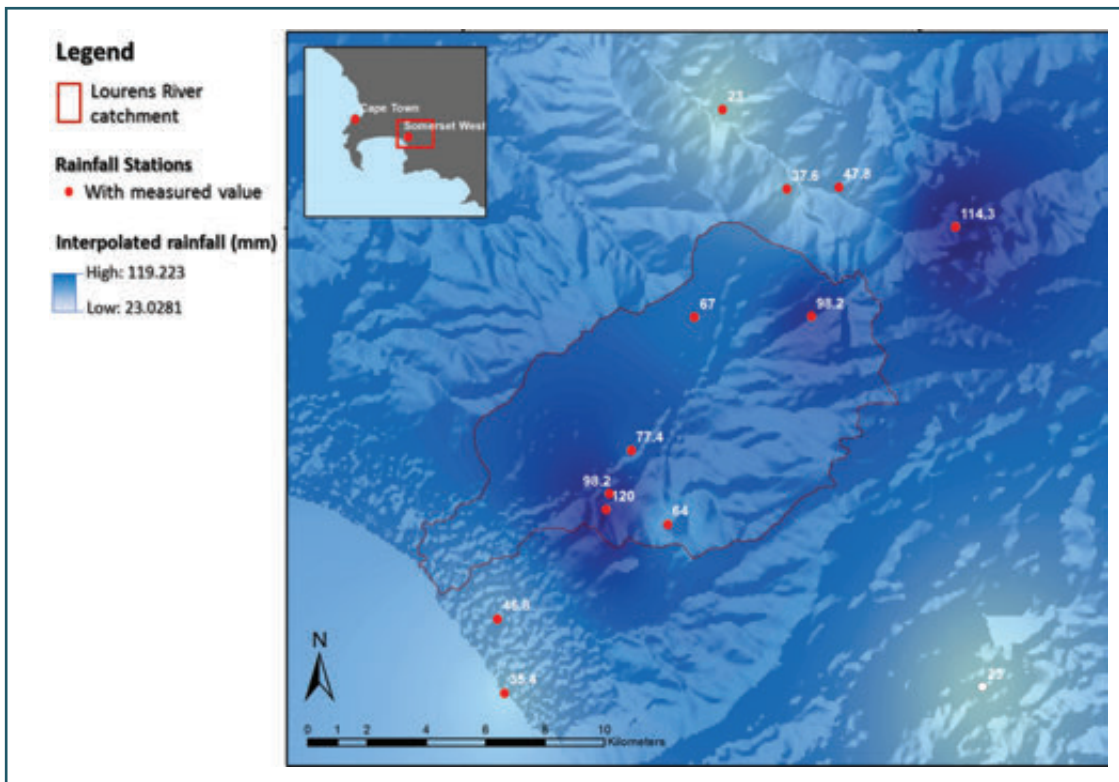 Legend
Lourens River
catchment
Rainfall Stations
With measured value
Interpolated rainfall (mm)
High: 119.223
Low: 23.0281
Cape Town
Somerset West
23
37.6
47.8
114.3
67
98.2
77.4
98.2
120
64
46.8
35.4
25
N
0 2 4 6 8 10
Kilometers